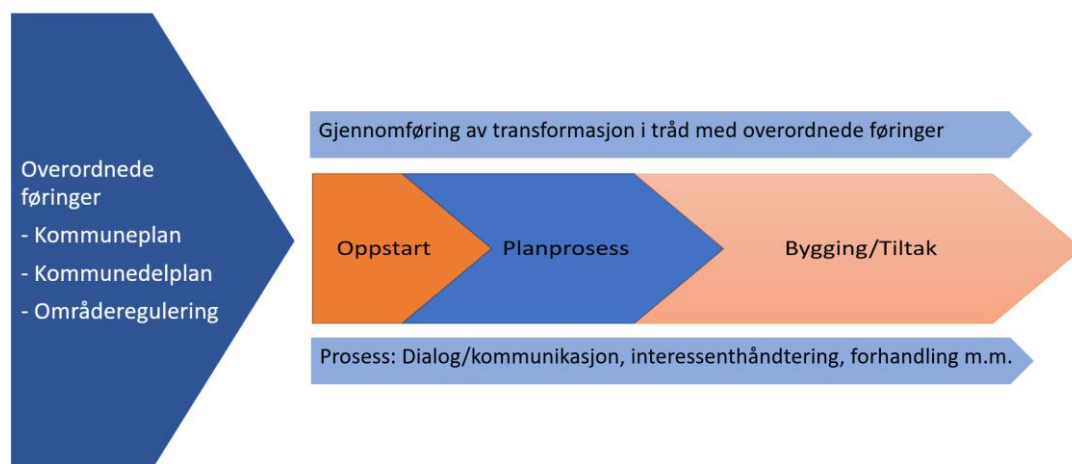 Overordnede
føringer
- Kommuneplan
- Kommunedelplan
- Områderegulering
Gjennomføring av transformasjon i tråd med overordnede føringer
Oppstart
Planprosess
Bygging/Tiltak
Prosess: Dialog/kommunikasjon, interessenthåndtering, forhandling m.m.